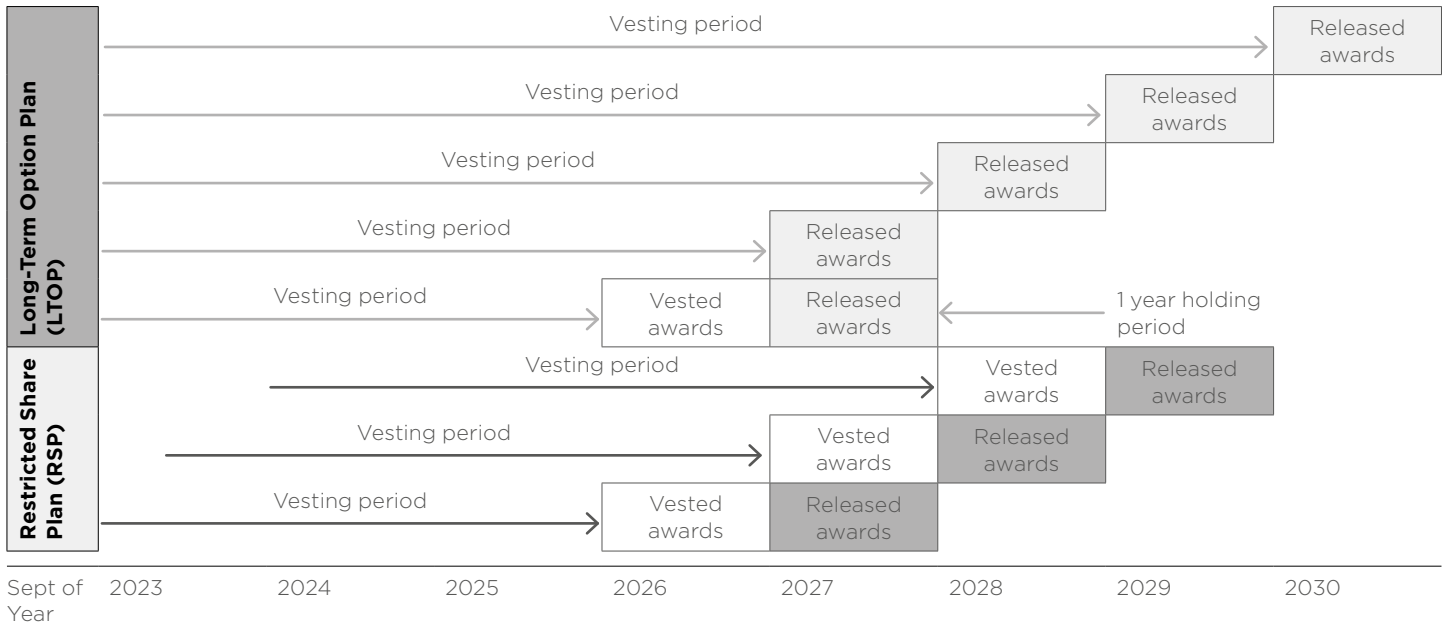 Long-Term Option Plan
(LTOP)
Vesting period
Released
awards
Vesting period
Released
awards
Vesting period
Released
awards
Vesting period
Released
awards
Vesting period
Vested
awards
Released
awards
1 year holding
period
Restricted Share
Plan (RSP)
Vesting period
Vested
awards
Released
awards
Vesting period
Vested
awards
Released
awards
Vesting period
Vested
awards
Released
awards
Sept of
Year
2023
2024
2025
2026
2027
2028
2029
2030